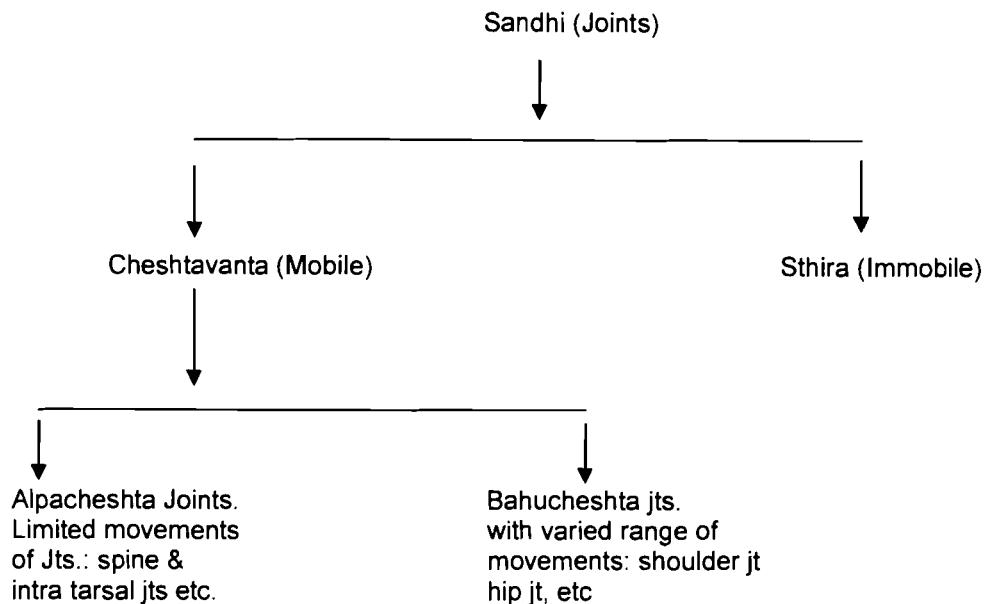 Sandhi (Joints)
Cheshtavanta (Mobile)
Sthira (Immobile)
Alpacheshta Joints.
Limited movements
of Jts.: spine &
intra tarsal jts etc.
Bahucheshta jts.
with varied range of
movements: shoulder jt
hip jt, etc